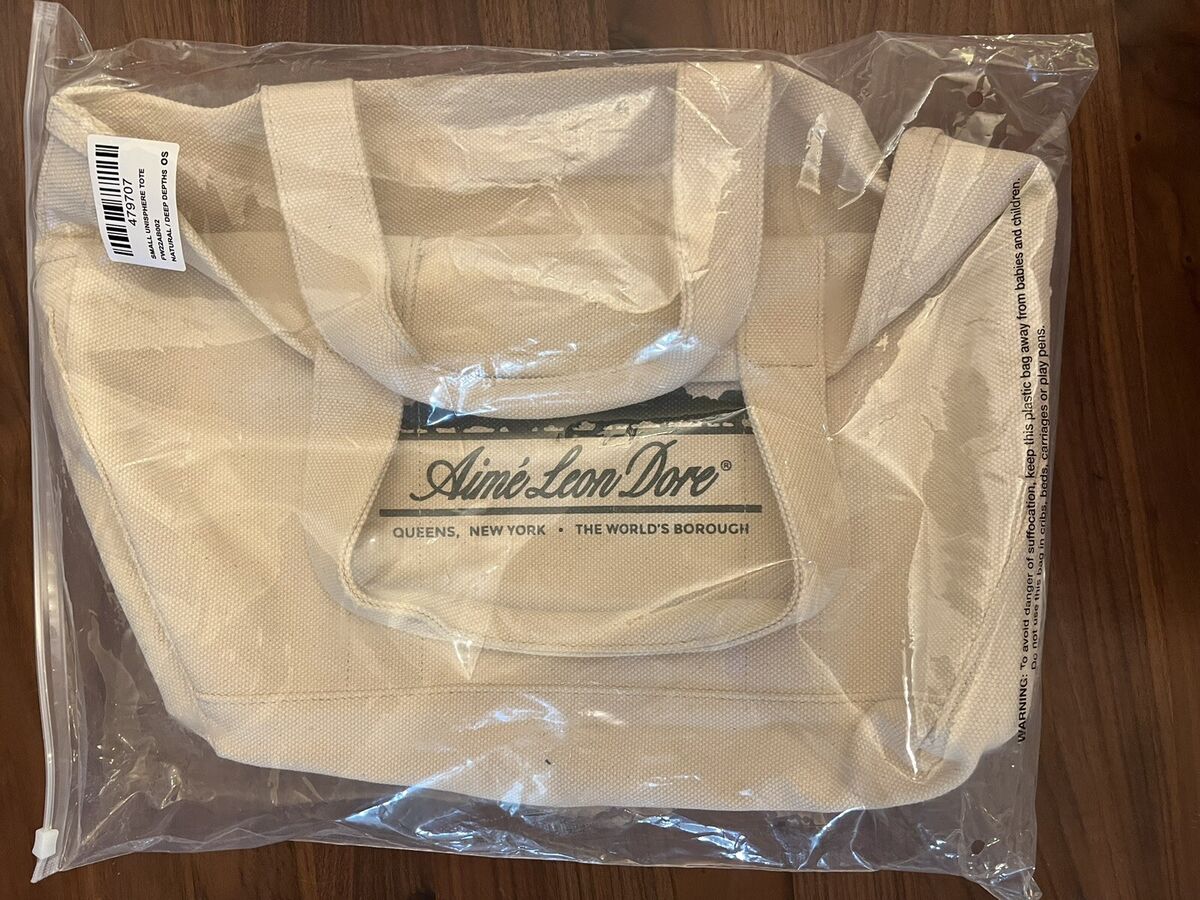 479707
SMALL UNISPHERE TOTE
FW22AB002
NATURAL / DEEP DEPTHS OS
Aimé Leon Dore®
QUEENS, NEW YORK • THE WORLD'S BOROUGH
WARNING: To avoid danger of suffocation, keep this plastic bag away from babies and children.
Do not use this bag in cribs, beds, carriages or play pens.